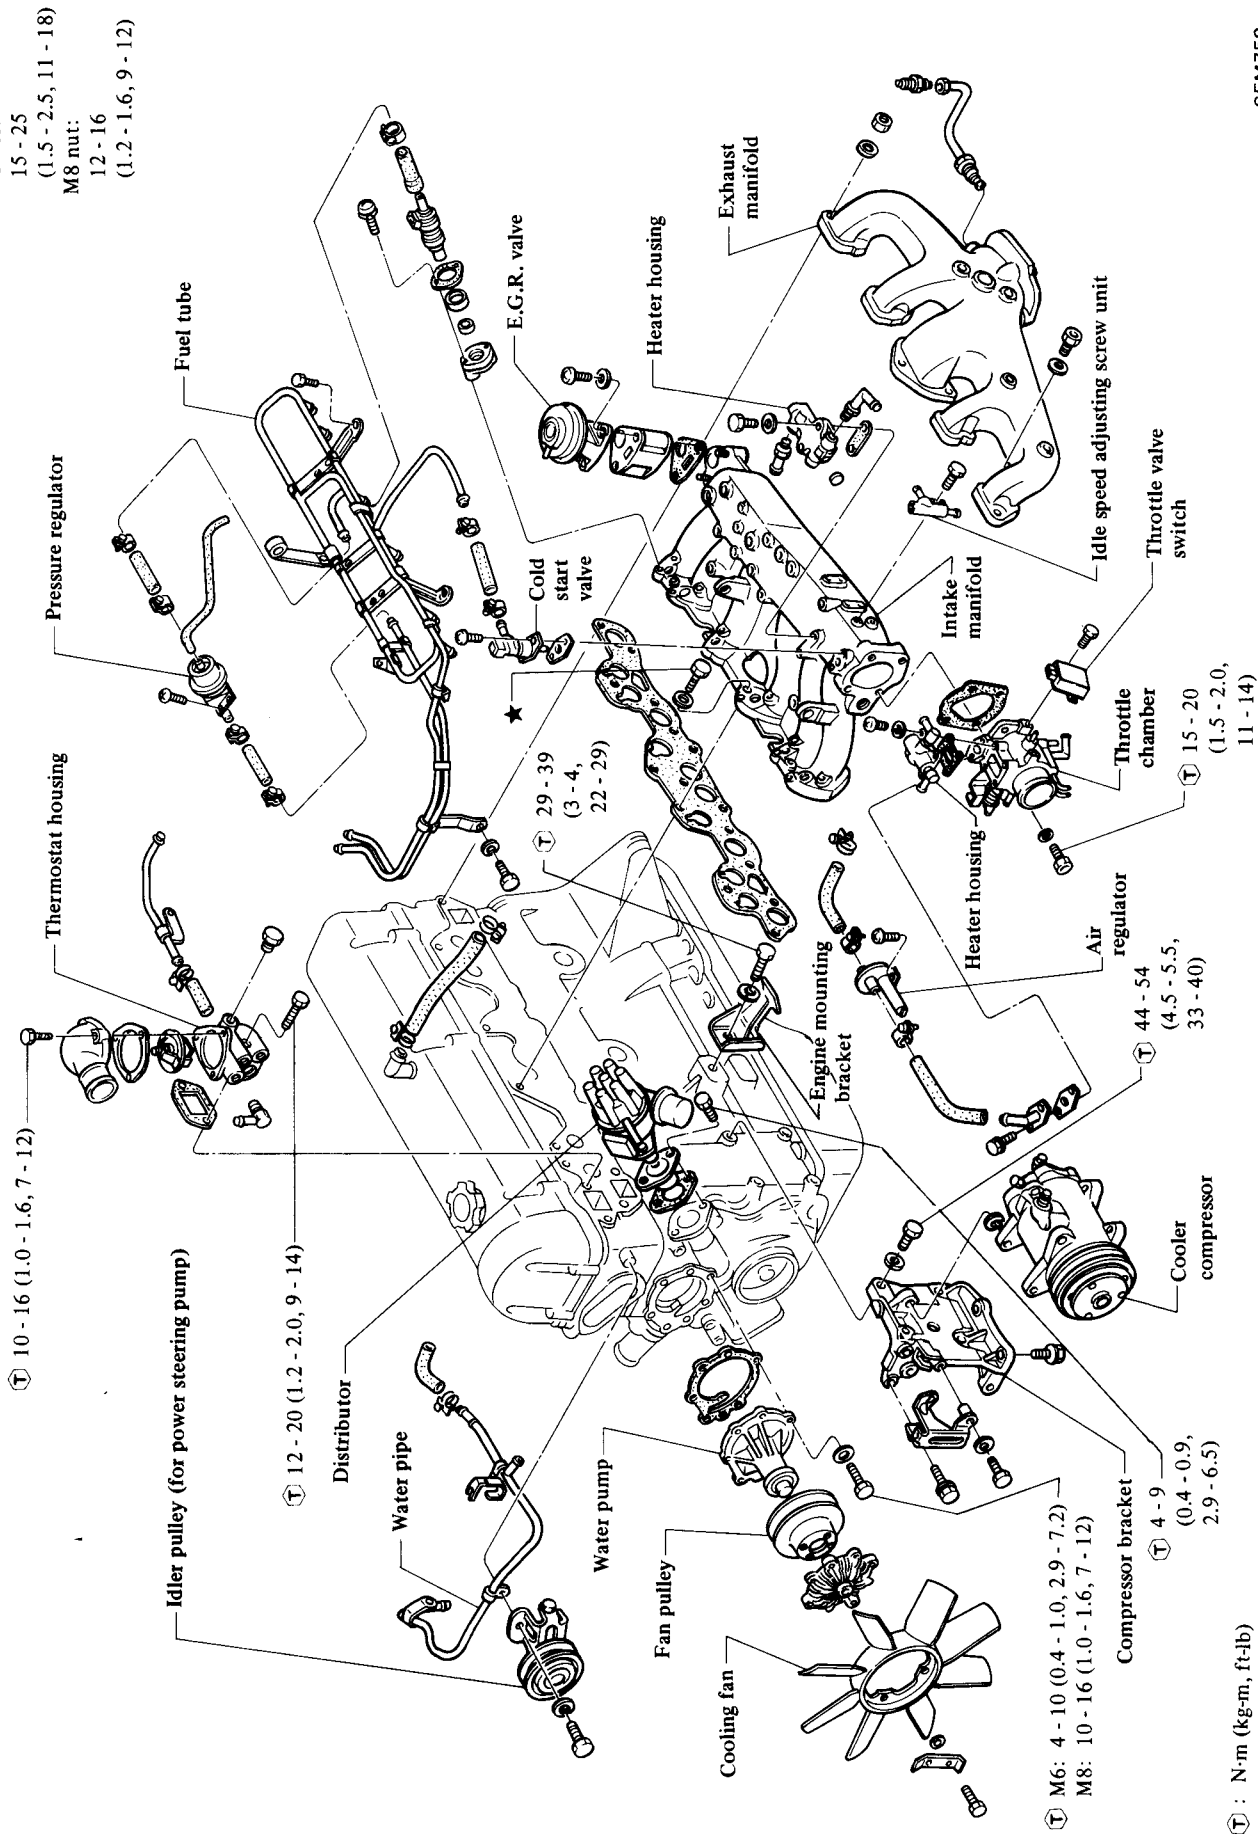 15 - 25
(1.5 - 2.5, 11 - 18)
M8 nut:
12 - 16
(1.2 - 1.6, 9 - 12)
Ⓣ 10 - 16 (1.0 - 1.6, 7 - 12)
Thermostat housing
Pressure regulator
Fuel tube
Idler pulley (for power steering pump)
Ⓣ 12 - 20 (1.2 - 2.0, 9 - 14)
Distributor
Water pipe
E.G.R. valve
Cold
start
valve
★
Ⓣ 29 - 39
(3 - 4,
22 - 29)
Heater housing
Exhaust
manifold
Water pump
Fan pulley
Cooling fan
Engine mounting
bracket
Intake
manifold
Idle speed adjusting screw unit
Throttle valve
switch
Throttle
chamber
Ⓣ 15 - 20
(1.5 - 2.0,
11 - 14)
Heater housing
Air
regulator
Ⓣ 44 - 54
(4.5 - 5.5,
33 - 40)
Cooler
compressor
Ⓣ M6: 4 - 10 (0.4 - 1.0, 2.9 - 7.2)
M8: 10 - 16 (1.0 - 1.6, 7 - 12)
Compressor bracket
Ⓣ 4 - 9
(0.4 - 0.9,
2.9 - 6.5)
Ⓣ : N·m (kg-m, ft-lb)